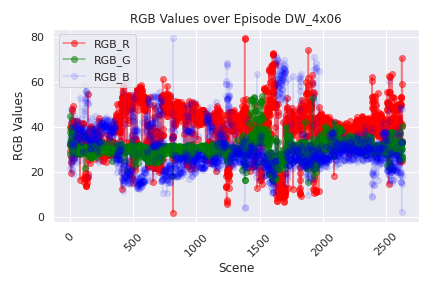 RGB Values over Episode DW_4x06
RGB_R
RGB_G
RGB_B
RGB Values
80
60
40
20
0
0
500
1000
1500
2000
2500
Scene